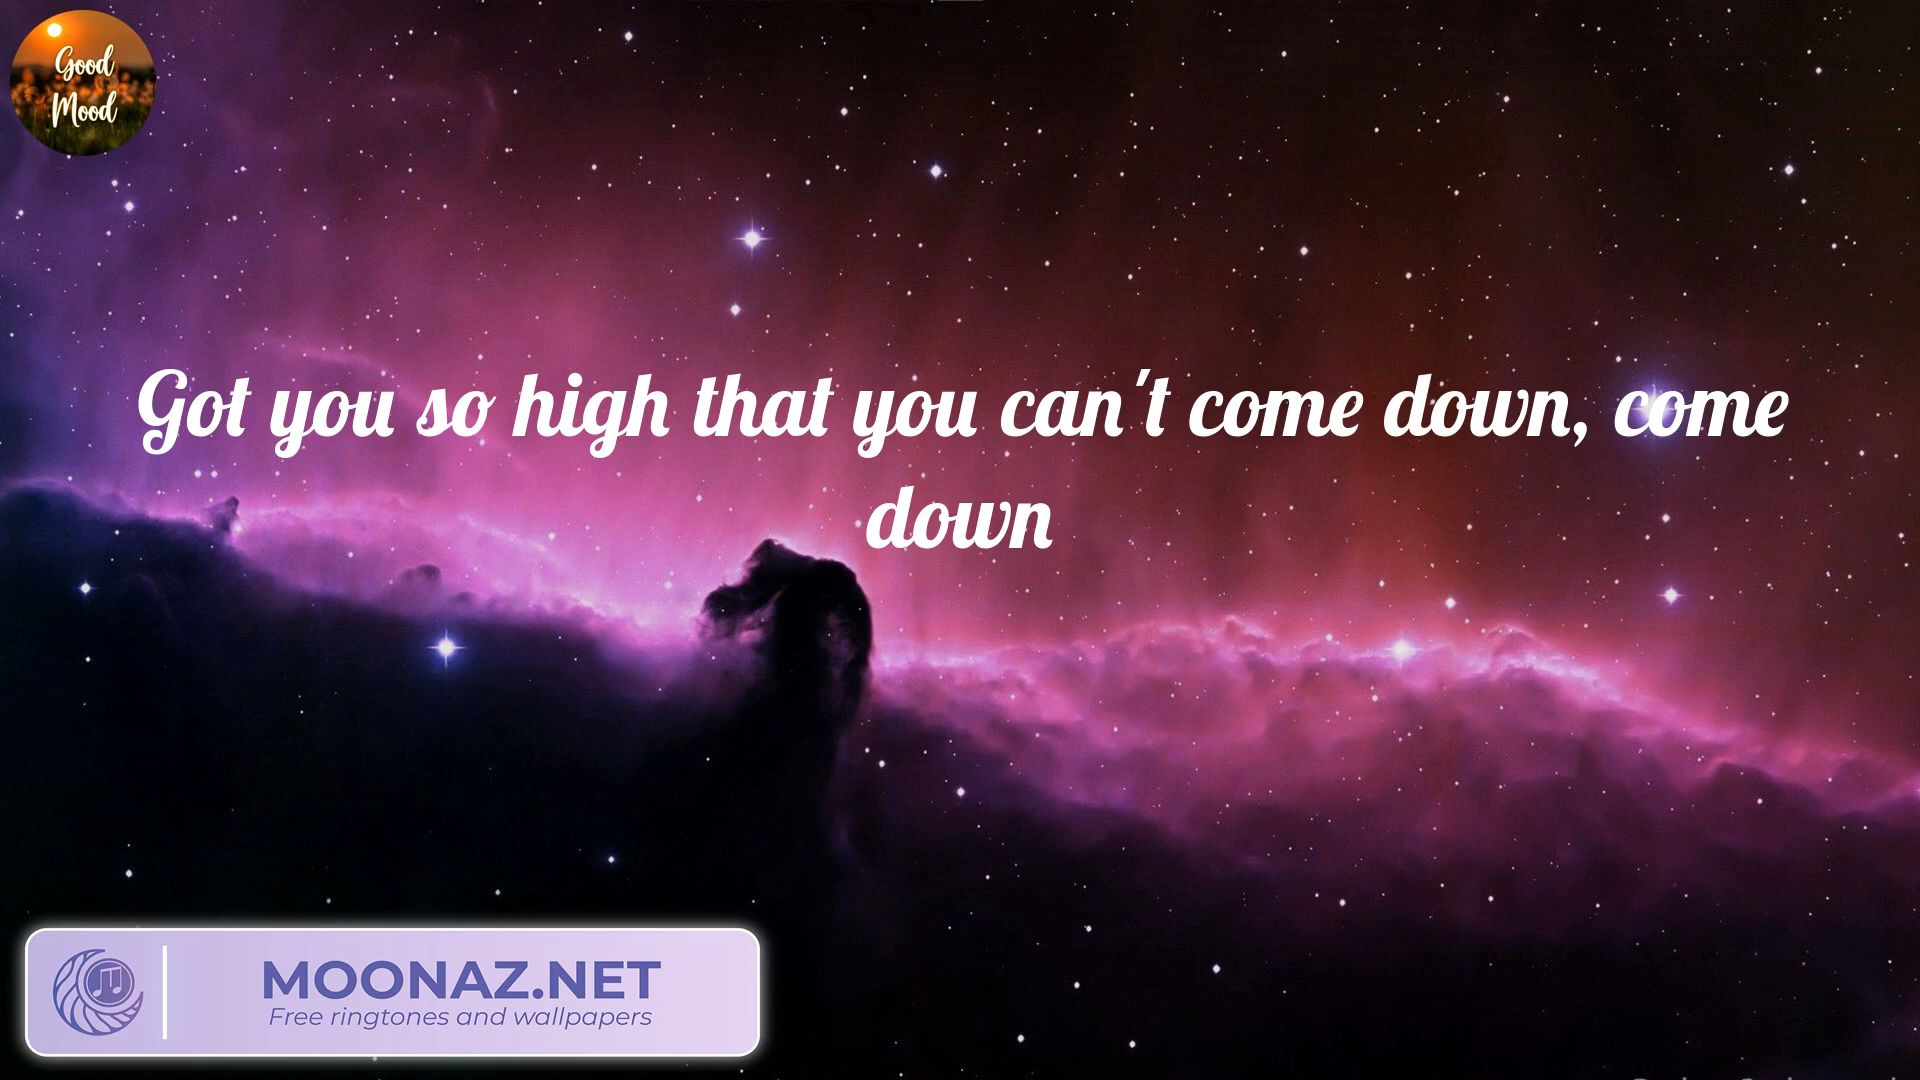 Good
Mood
Got you so high that you can't come down, come
down
MOONAZ.NET
Free ringtones and wallpapers